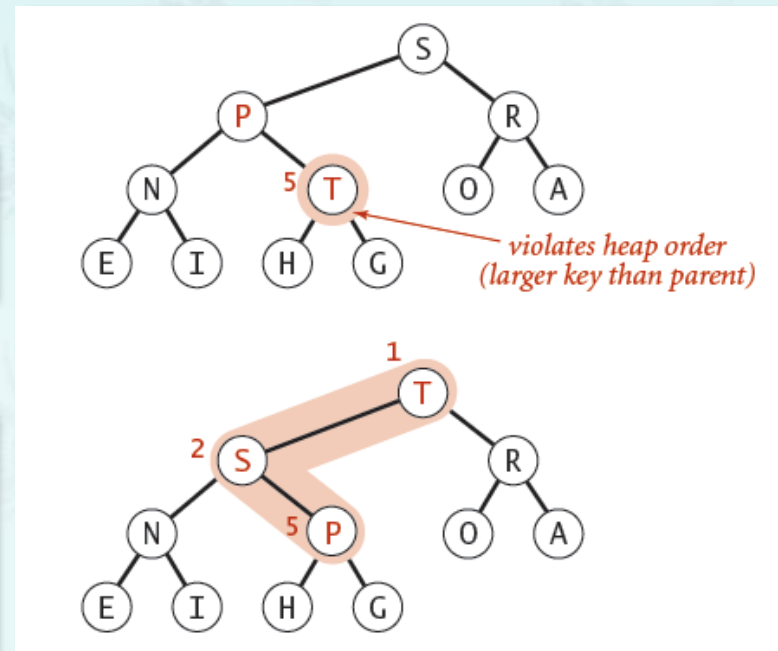 S
P R
N 5 T O A
violates heap order
(larger key than parent)
E I H G
1
T
2 S R
N 5 P O A
E I H G